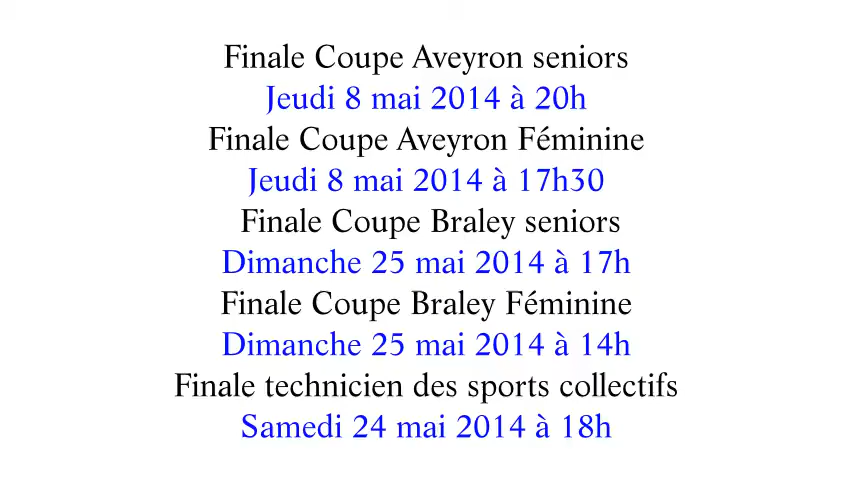 Finale Coupe Aveyron seniors
Jeudi 8 mai 2014 à 20h
Finale Coupe Aveyron Féminine
Jeudi 8 mai 2014 à 17h30
Finale Coupe Braley seniors
Dimanche 25 mai 2014 à 17h
Finale Coupe Braley Féminine
Dimanche 25 mai 2014 à 14h
Finale technicien des sports collectifs
Samedi 24 mai 2014 à 18h